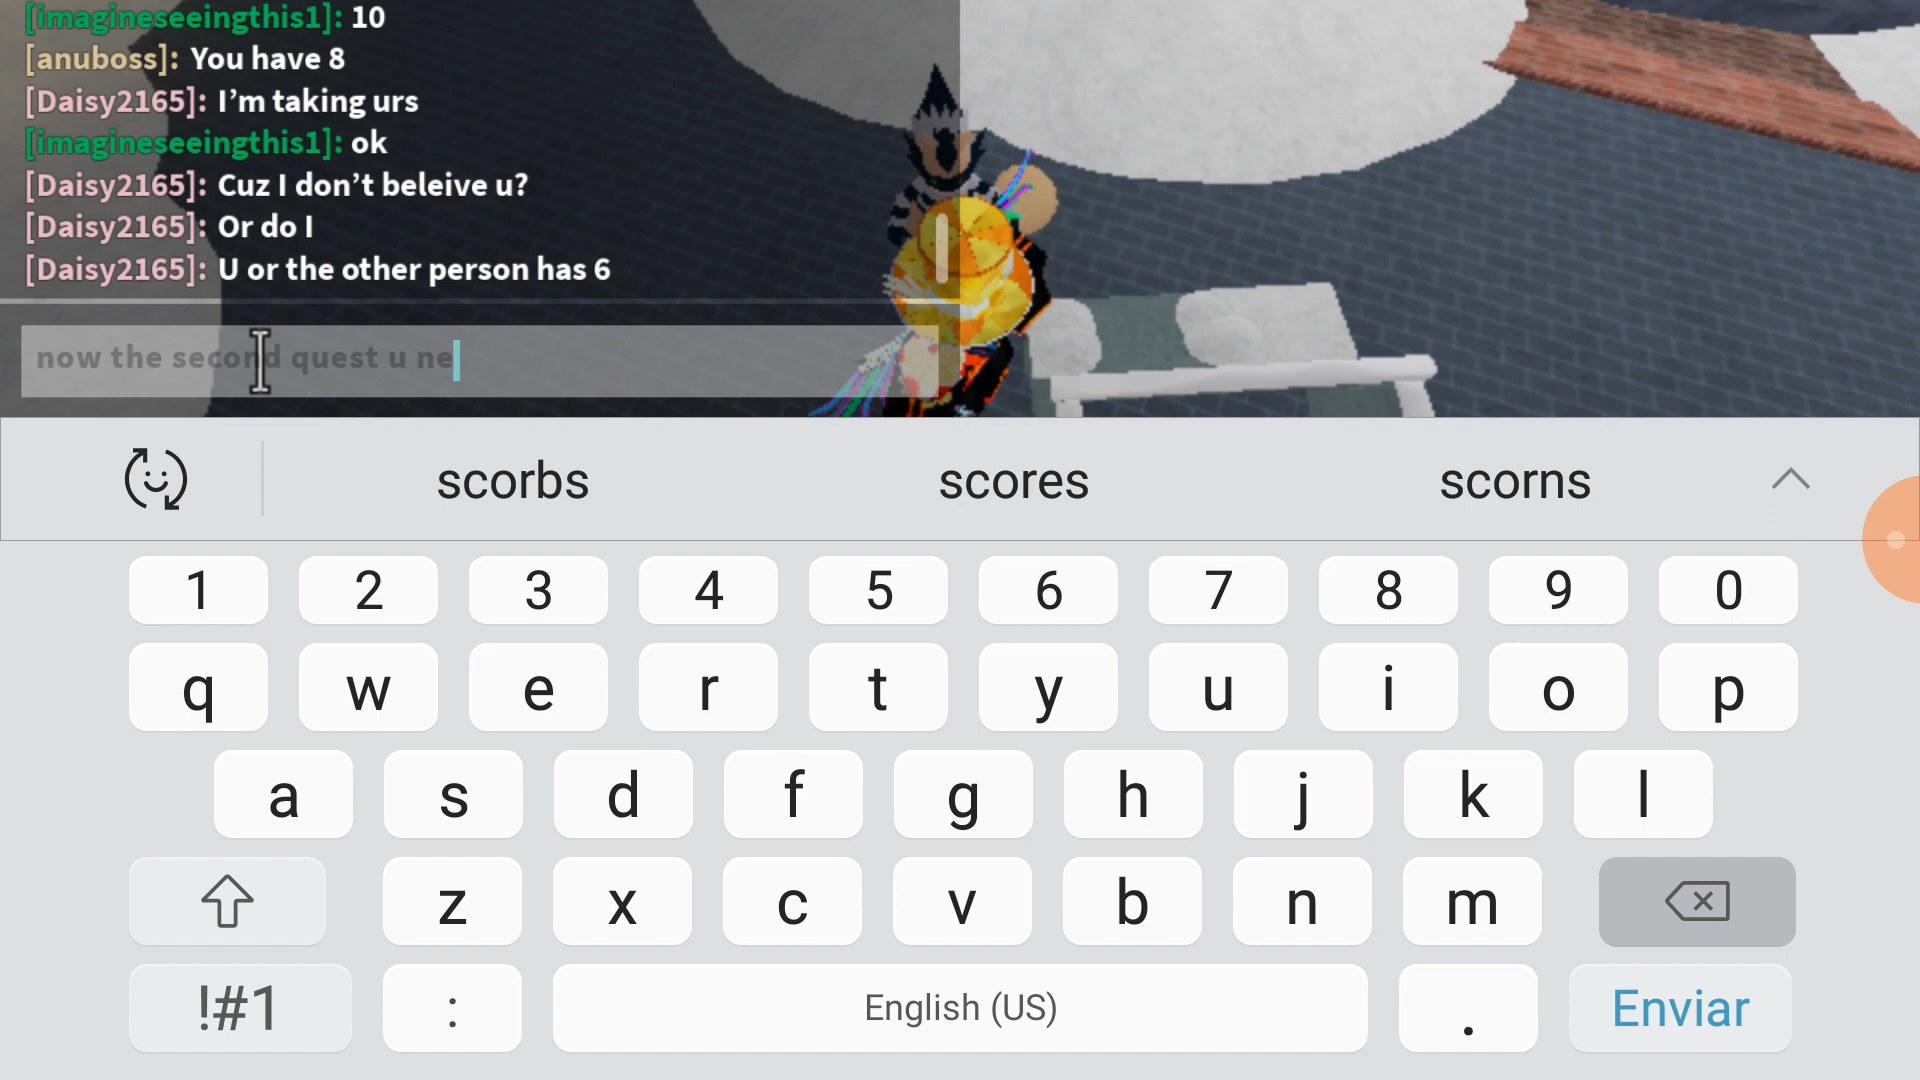 [imagineseeingthis1]: 10
[anuboss]: You have 8
[Daisy2165]: I’m taking urs
[imagineseeingthis1]: ok
[Daisy2165]: Cuz I don’t beleive u?
[Daisy2165]: Or do I
[Daisy2165]: U or the other person has 6
now the second quest u ne
scorbs scores scorns
1 2 3 4 5 6 7 8 9 0
q w e r t y u i o p
a s d f g h j k l
z x c v b n m
!#1 : English (US) . Enviar